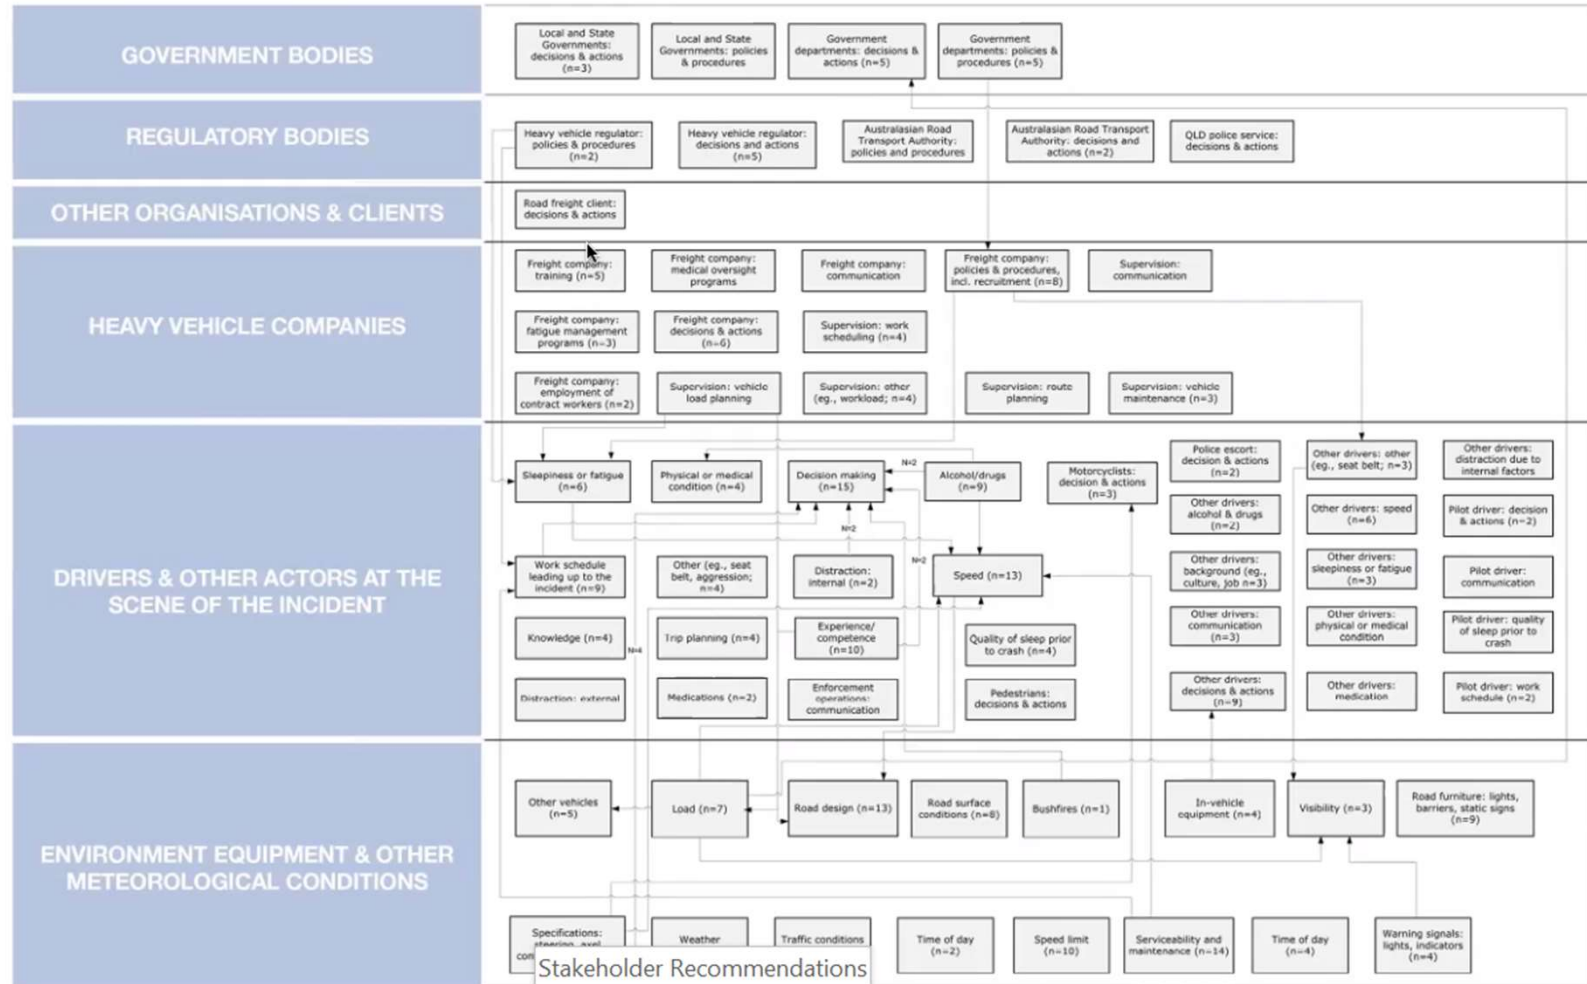 GOVERNMENT BODIES
Local and State
Governments:
decisions & actions
(n=3)
Local and State
Governments: policies
& procedures
Government
departments: decisions &
actions (n=5)
Government
departments: policies &
procedures (n=5)
REGULATORY BODIES
Heavy vehicle regulator:
policies & procedures
(n=2)
Heavy vehicle regulator:
decisions and actions
(n=5)
Australasian Road
Transport Authority:
policies and procedures
Australasian Road Transport
Authority: decisions and
actions (n=2)
QLD police service:
decisions & actions
OTHER ORGANISATIONS & CLIENTS
Road freight client:
decisions & actions
HEAVY VEHICLE COMPANIES
Freight company:
training (n=5)
Freight company:
medical oversight
programs
Freight company:
communication
Freight company:
policies & procedures,
incl. recruitment (n=8)
Supervision:
communication
Freight company:
fatigue management
programs (n=3)
Freight company:
decisions & actions
(n=6)
Supervision: work
scheduling (n=4)
Freight company:
employment of
contract workers (n=2)
Supervision: vehicle
load planning
Supervision: other
(eg., workload; n=4)
Supervision: route
planning
Supervision: vehicle
maintenance (n=3)
DRIVERS & OTHER ACTORS AT THE
SCENE OF THE INCIDENT
Sleepiness or fatigue
(n=6)
Physical or medical
condition (n=4)
Decision making
(n=15)
N=2
Alcohol/drugs
(n=9)
Motorcyclists:
decision & actions
(n=3)
Police escort:
decision & actions
(n=2)
Other drivers: other
(eg., seat belt; n=3)
Other drivers:
distraction due to
internal factors
Other drivers:
alcohol & drugs
(n=2)
Other drivers: speed
(n=6)
Pilot driver: decision
& actions (n=2)
N=2
N=2
Work schedule
leading up to the
incident (n=9)
Other (eg., seat
belt, aggression;
n=4)
Distraction:
internal (n=2)
Speed (n=13)
Other drivers:
background (eg.,
culture, job n=3)
Other drivers:
sleepiness or fatigue
(n=3)
Pilot driver:
communication
Knowledge (n=4)
N=4
Trip planning (n=4)
Experience/
competence
(n=10)
Quality of sleep prior
to crash (n=4)
Other drivers:
communication
(n=3)
Other drivers:
physical or medical
condition
Pilot driver: quality
of sleep prior to
crash
Distraction: external
Medications (n=2)
Enforcement
operations:
communication
Pedestrians:
decisions & actions
Other drivers:
decisions & actions
(n=9)
Other drivers:
medication
Pilot driver: work
schedule (n=2)
ENVIRONMENT EQUIPMENT & OTHER
METEOROLOGICAL CONDITIONS
Other vehicles
(n=5)
Load (n=7)
Road design (n=13)
Road surface
conditions (n=8)
Bushfires (n=1)
In-vehicle
equipment (n=4)
Visibility (n=3)
Road furniture: lights,
barriers, static signs
(n=9)
Specifications:
steering, axel
Weather
Traffic conditions
Time of day
(n=2)
Speed limit
(n=10)
Serviceability and
maintenance (n=14)
Time of day
(n=4)
Warning signals:
lights, indicators
(n=4)
Stakeholder Recommendations